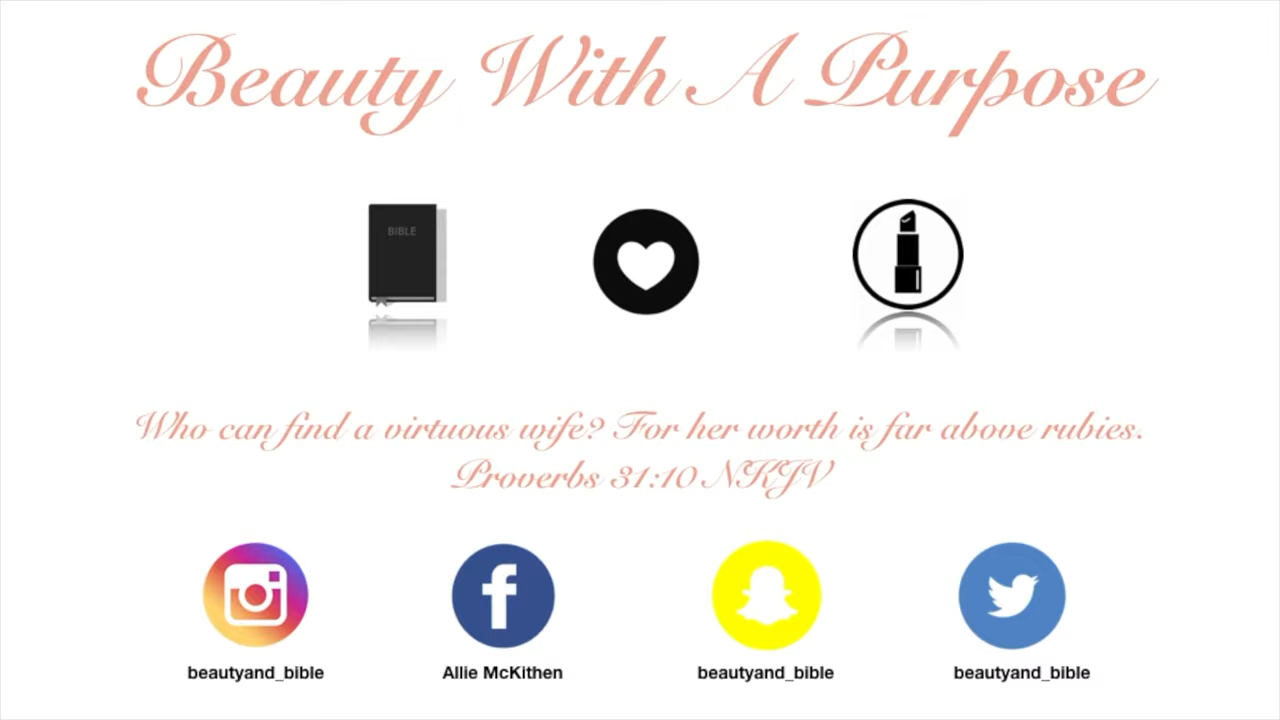 Beauty With A Purpose
BIBLE
Who can find a virtuous wife? For her worth is far above rubies.
Proverbs 31:10 NKJV
beautyand_bible
Allie McKithen
beautyand_bible
beautyand_bible